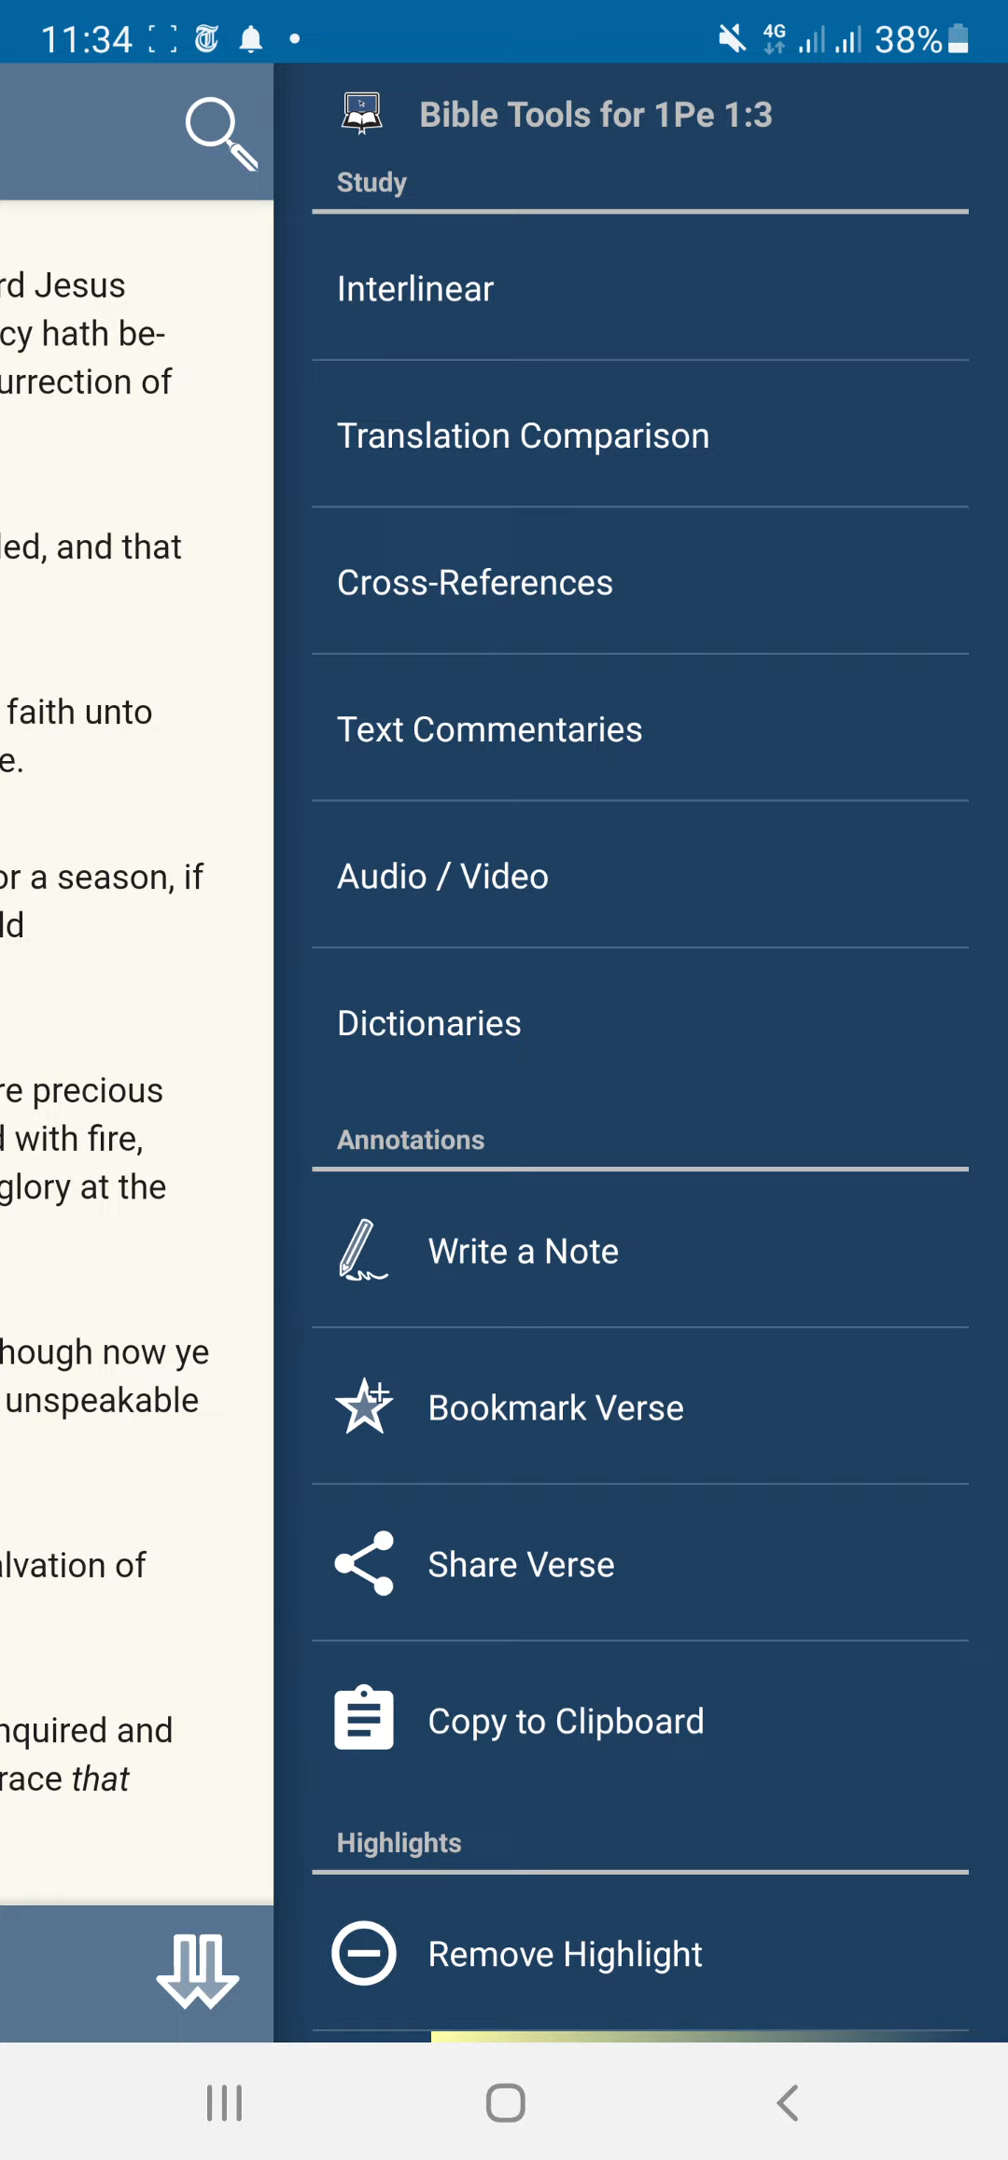 11:34
4G
38%
Bible Tools for 1Pe 1:3
Study
Interlinear
Translation Comparison
Cross-References
Text Commentaries
Audio / Video
Dictionaries
Annotations
Write a Note
Bookmark Verse
Share Verse
Copy to Clipboard
Highlights
Remove Highlight
rd Jesus
cy hath be-
urrection of
led, and that
faith unto
e.
or a season, if
ld
re precious
d with fire,
glory at the
hough now ye
unspeakable
alvation of
nquired and
race that